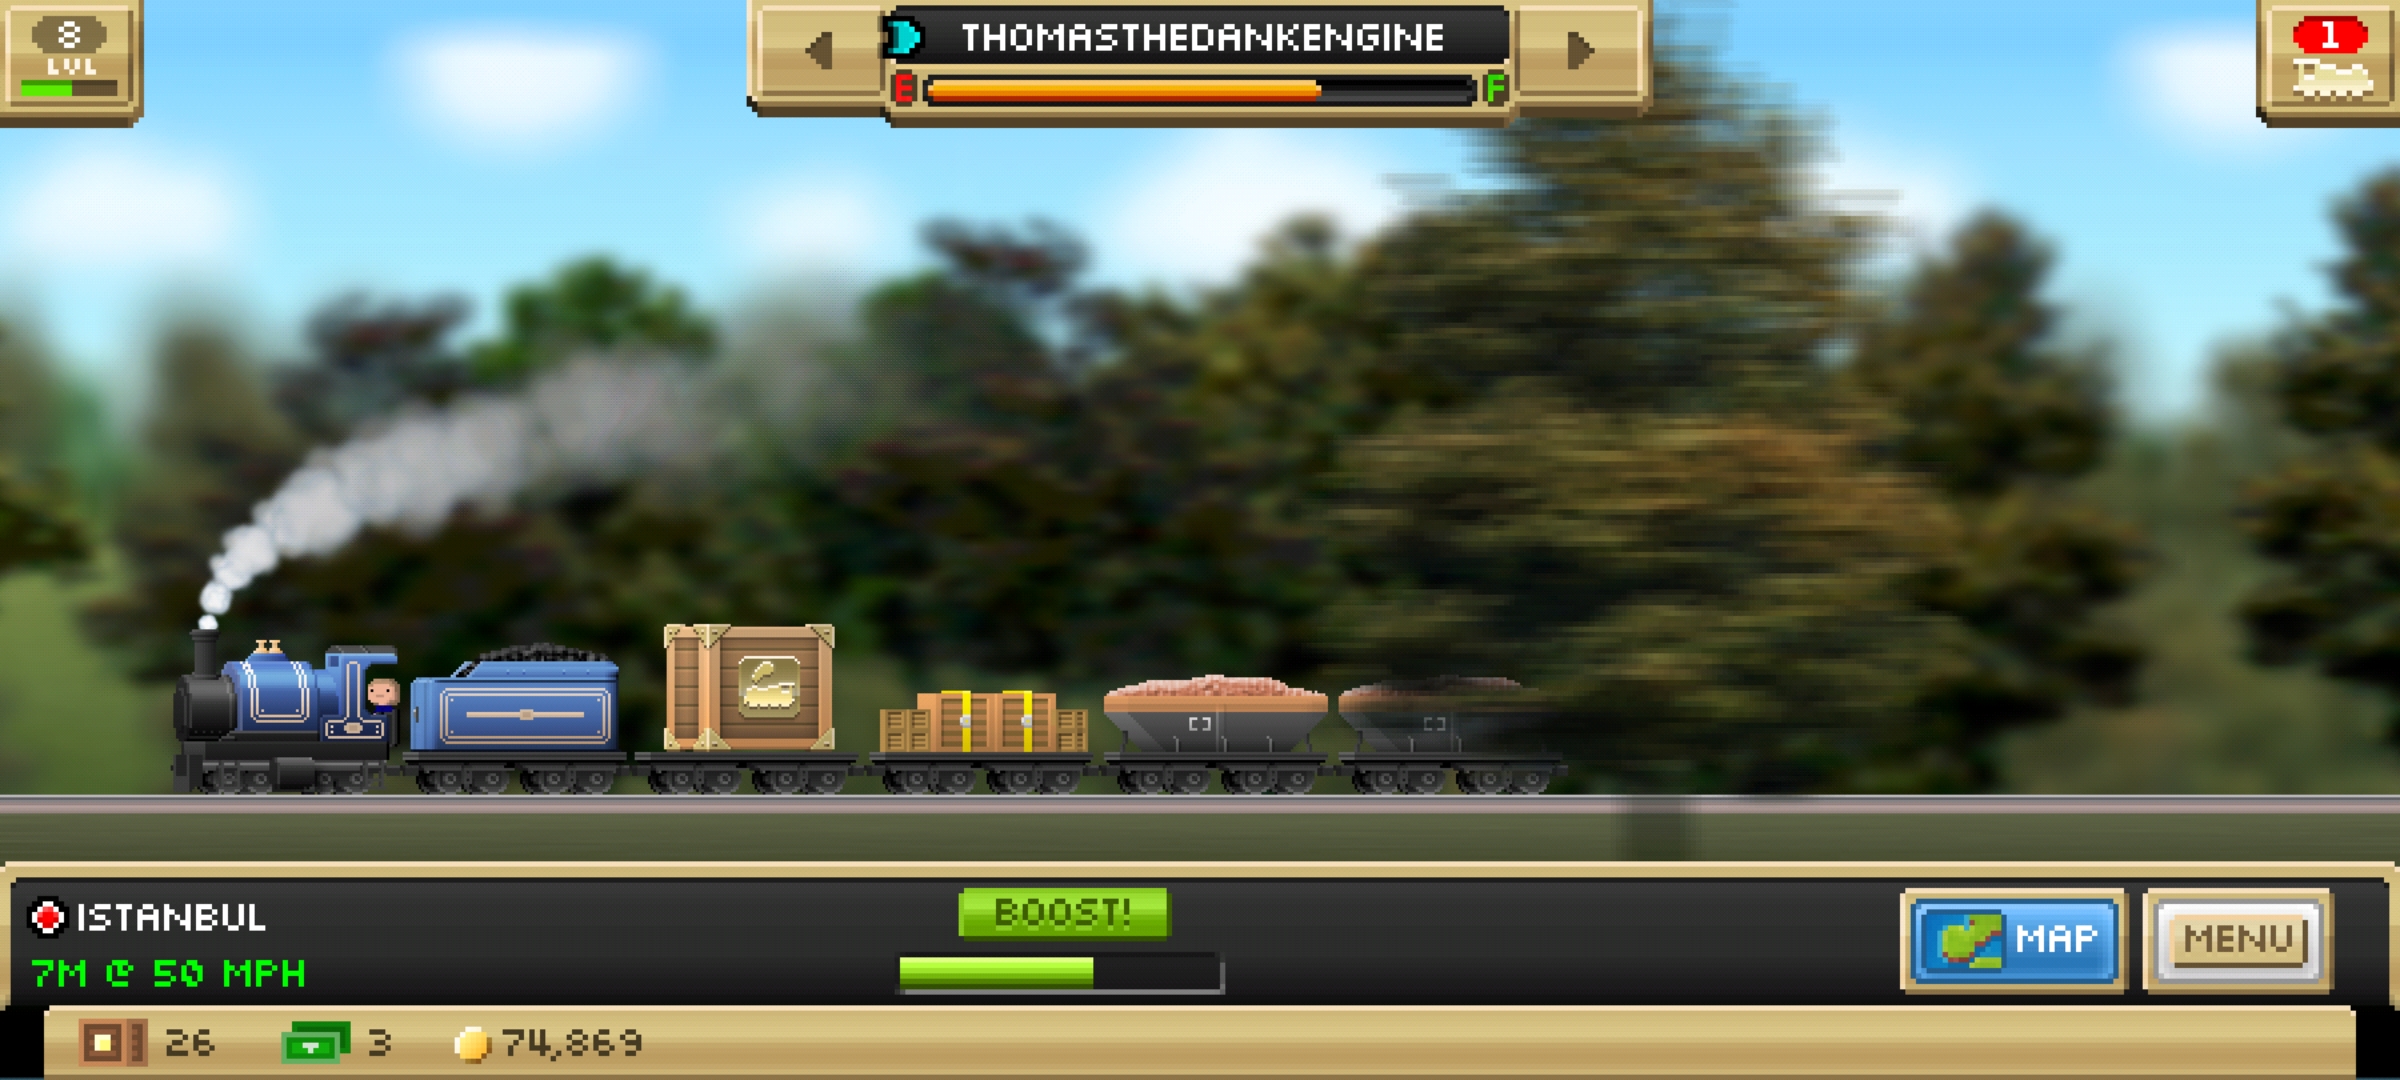 8
LVL
THOMASTHEDANKENGINE
E F
1
ISTANBUL
7M @ 50 MPH
BOOST!
MAP
MENU
26 3 74,869